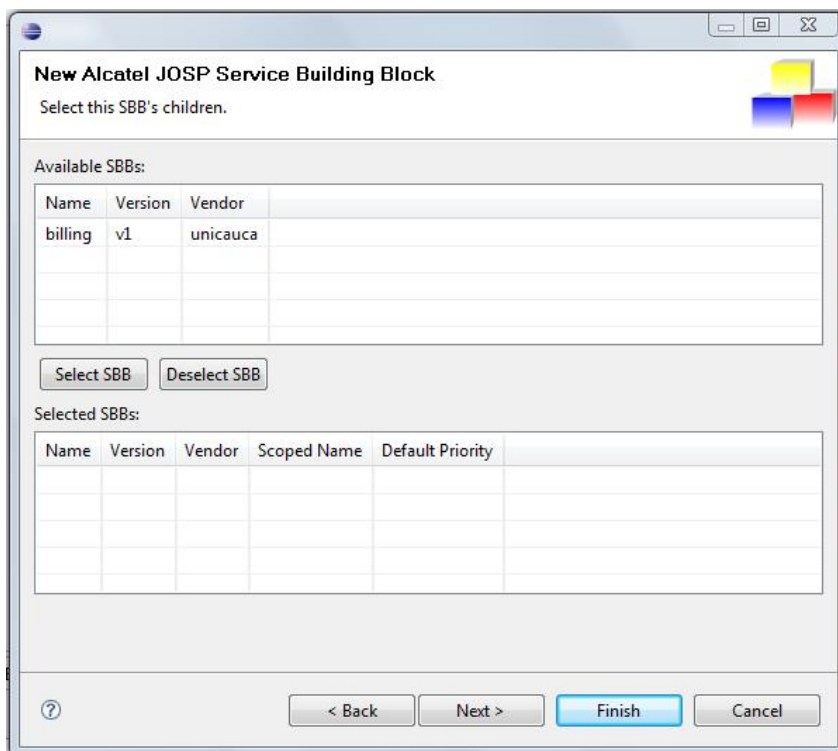 New Alcatel JOSP Service Building Block
Select this SBB's children.
Available SBBs:
Name Version Vendor
billing v1 unicauca
Select SBB Deselect SBB
Selected SBBs:
Name Version Vendor Scoped Name Default Priority
? < Back Next > Finish Cancel